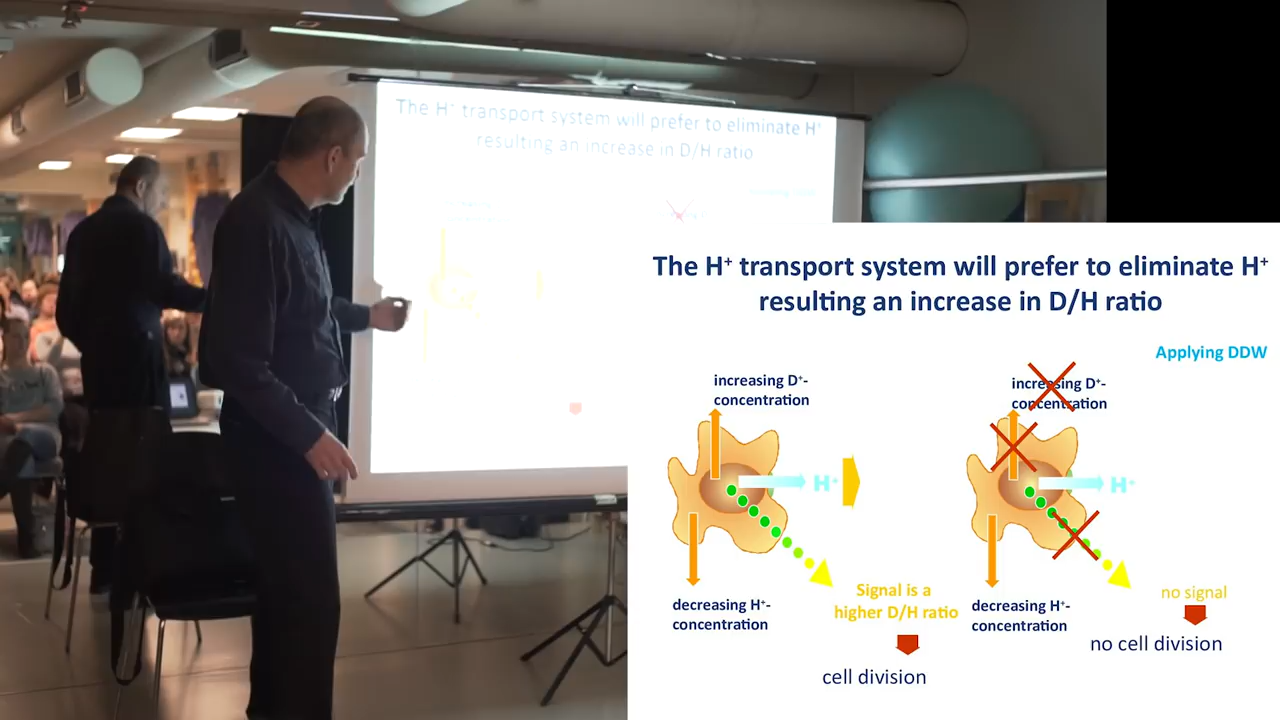 The H⁺ transport system will prefer to eliminate H⁺
resulting an increase in D/H ratio
The H⁺ transport system will prefer to eliminate H⁺
resulting an increase in D/H ratio
Applying DDW
increasing D⁺-
concentration
H⁺
decreasing H⁺-
concentration
Signal is a
higher D/H ratio
cell division
increasing D⁺-
concentration
H⁺
decreasing H⁺-
concentration
no signal
no cell division